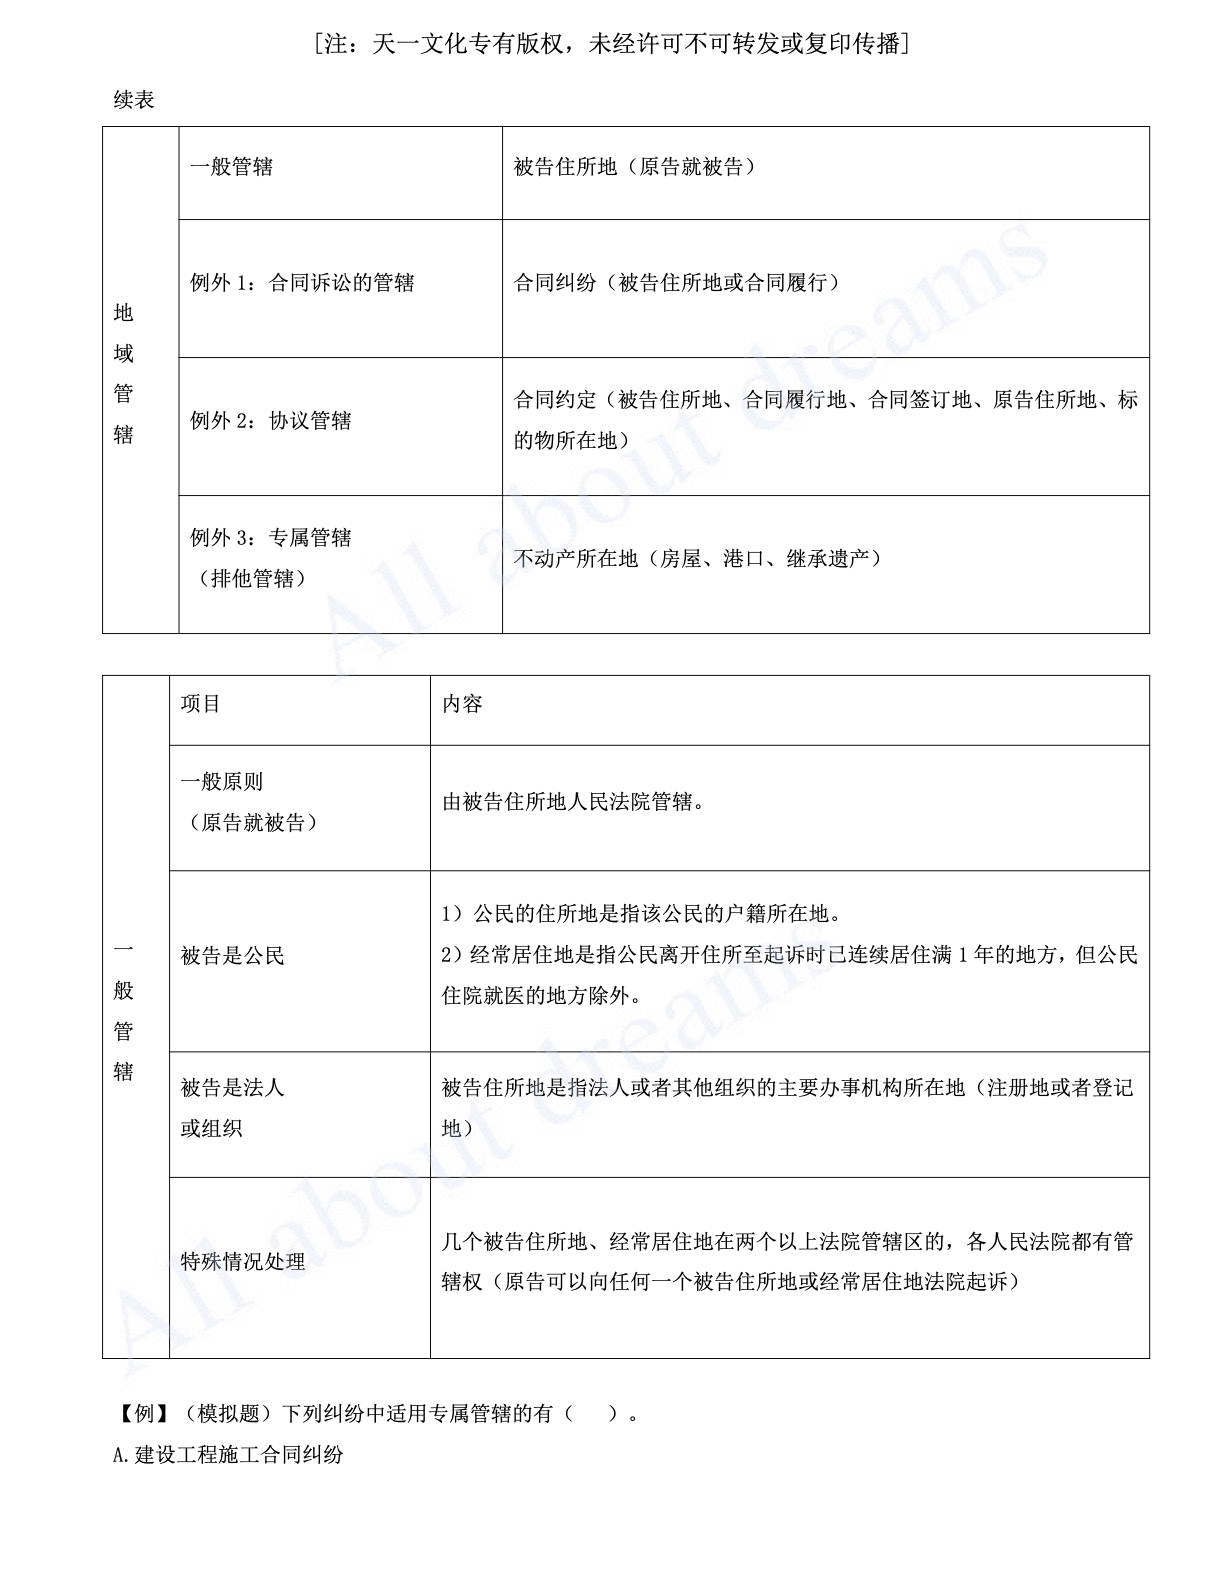 [注：天一文化专有版权，未经许可不可转发或复印传播]
续表
地
域
管
辖
一般管辖
被告住所地（原告就被告）
例外 1：合同诉讼的管辖
合同纠纷（被告住所地或合同履行）
例外 2：协议管辖
合同约定（被告住所地、合同履行地、合同签订地、原告住所地、标
的物所在地）
例外 3：专属管辖
（排他管辖）
不动产所在地（房屋、港口、继承遗产）
一
般
管
辖
项目
内容
一般原则
（原告就被告）
由被告住所地人民法院管辖。
被告是公民
1）公民的住所地是指该公民的户籍所在地。
2）经常居住地是指公民离开住所至起诉时已连续居住满 1 年的地方，但公民
住院就医的地方除外。
被告是法人
或组织
被告住所地是指法人或者其他组织的主要办事机构所在地（注册地或者登记
地）
特殊情况处理
几个被告住所地、经常居住地在两个以上法院管辖区的，各人民法院都有管
辖权（原告可以向任何一个被告住所地或经常居住地法院起诉）
【例】（模拟题）下列纠纷中适用专属管辖的有（　）。
A.建设工程施工合同纠纷
All about dreams
All about dreams